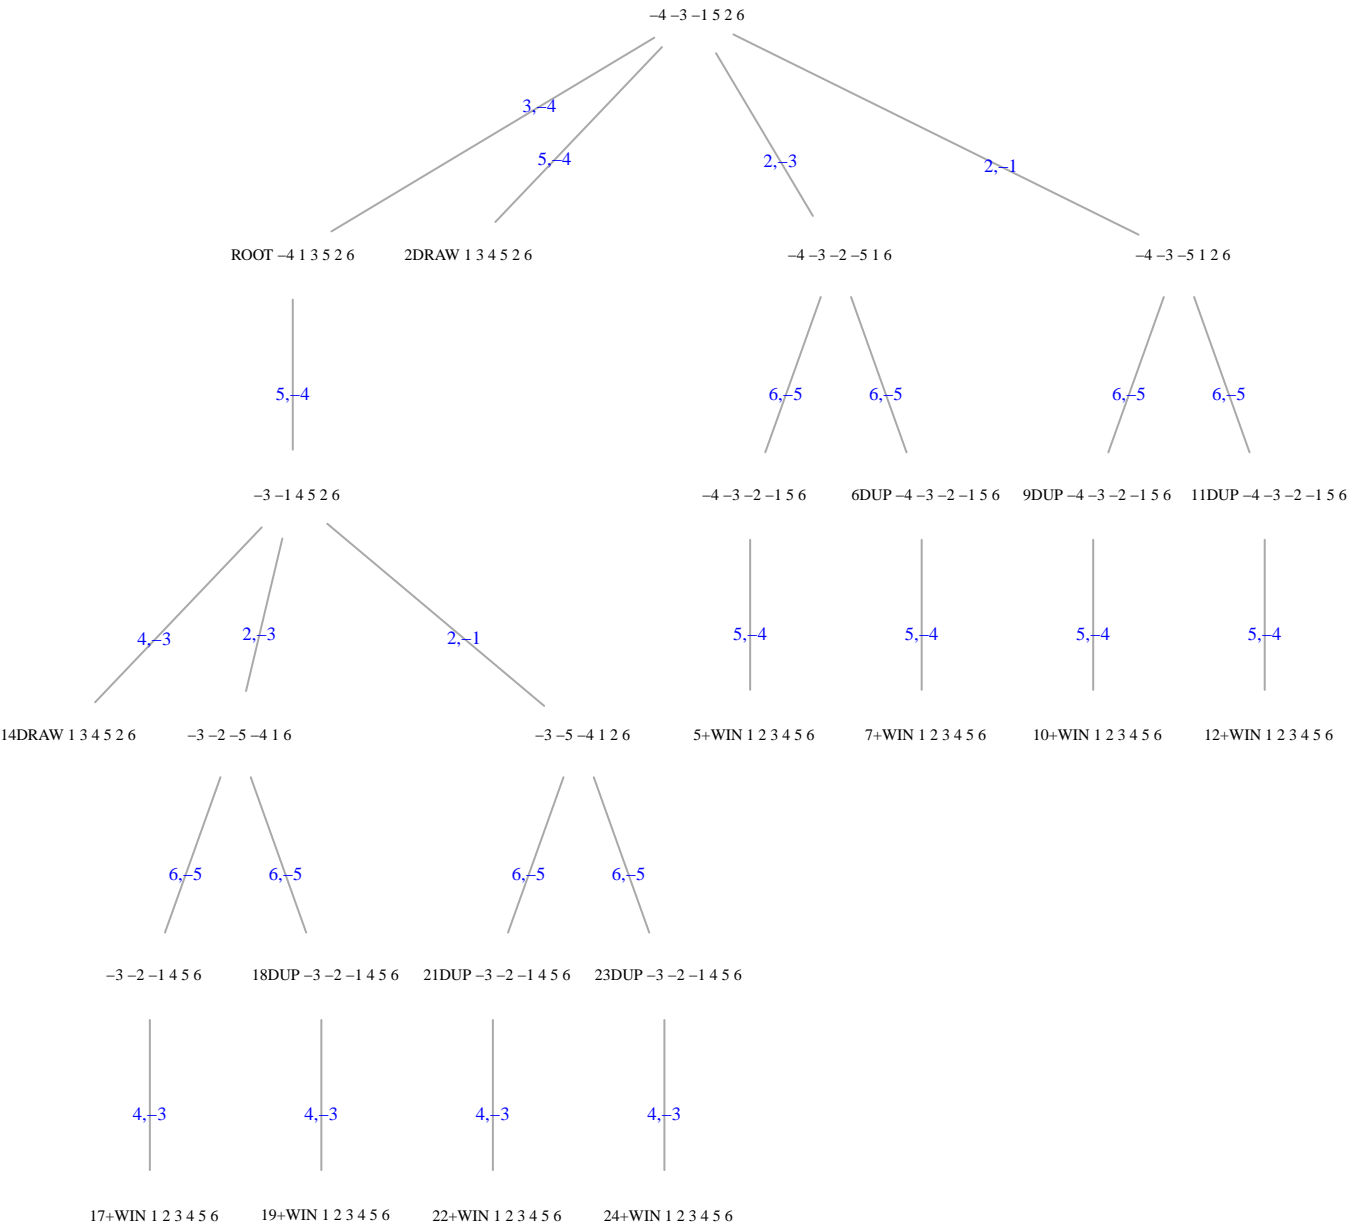 −4 −3 −1 5 2 6
3,−4
5,−4
2,−3
2,−1
ROOT −4 1 3 5 2 6
2DRAW 1 3 4 5 2 6
−4 −3 −2 −5 1 6
−4 −3 −5 1 2 6
5,−4
6,−5
6,−5
6,−5
6,−5
−3 −1 4 5 2 6
−4 −3 −2 −1 5 6
6DUP −4 −3 −2 −1 5 6
9DUP −4 −3 −2 −1 5 6
11DUP −4 −3 −2 −1 5 6
4,−3
2,−3
2,−1
5,−4
5,−4
5,−4
5,−4
14DRAW 1 3 4 5 2 6
−3 −2 −5 −4 1 6
−3 −5 −4 1 2 6
5+WIN 1 2 3 4 5 6
7+WIN 1 2 3 4 5 6
10+WIN 1 2 3 4 5 6
12+WIN 1 2 3 4 5 6
6,−5
6,−5
6,−5
6,−5
−3 −2 −1 4 5 6
18DUP −3 −2 −1 4 5 6
21DUP −3 −2 −1 4 5 6
23DUP −3 −2 −1 4 5 6
4,−3
4,−3
4,−3
4,−3
17+WIN 1 2 3 4 5 6
19+WIN 1 2 3 4 5 6
22+WIN 1 2 3 4 5 6
24+WIN 1 2 3 4 5 6